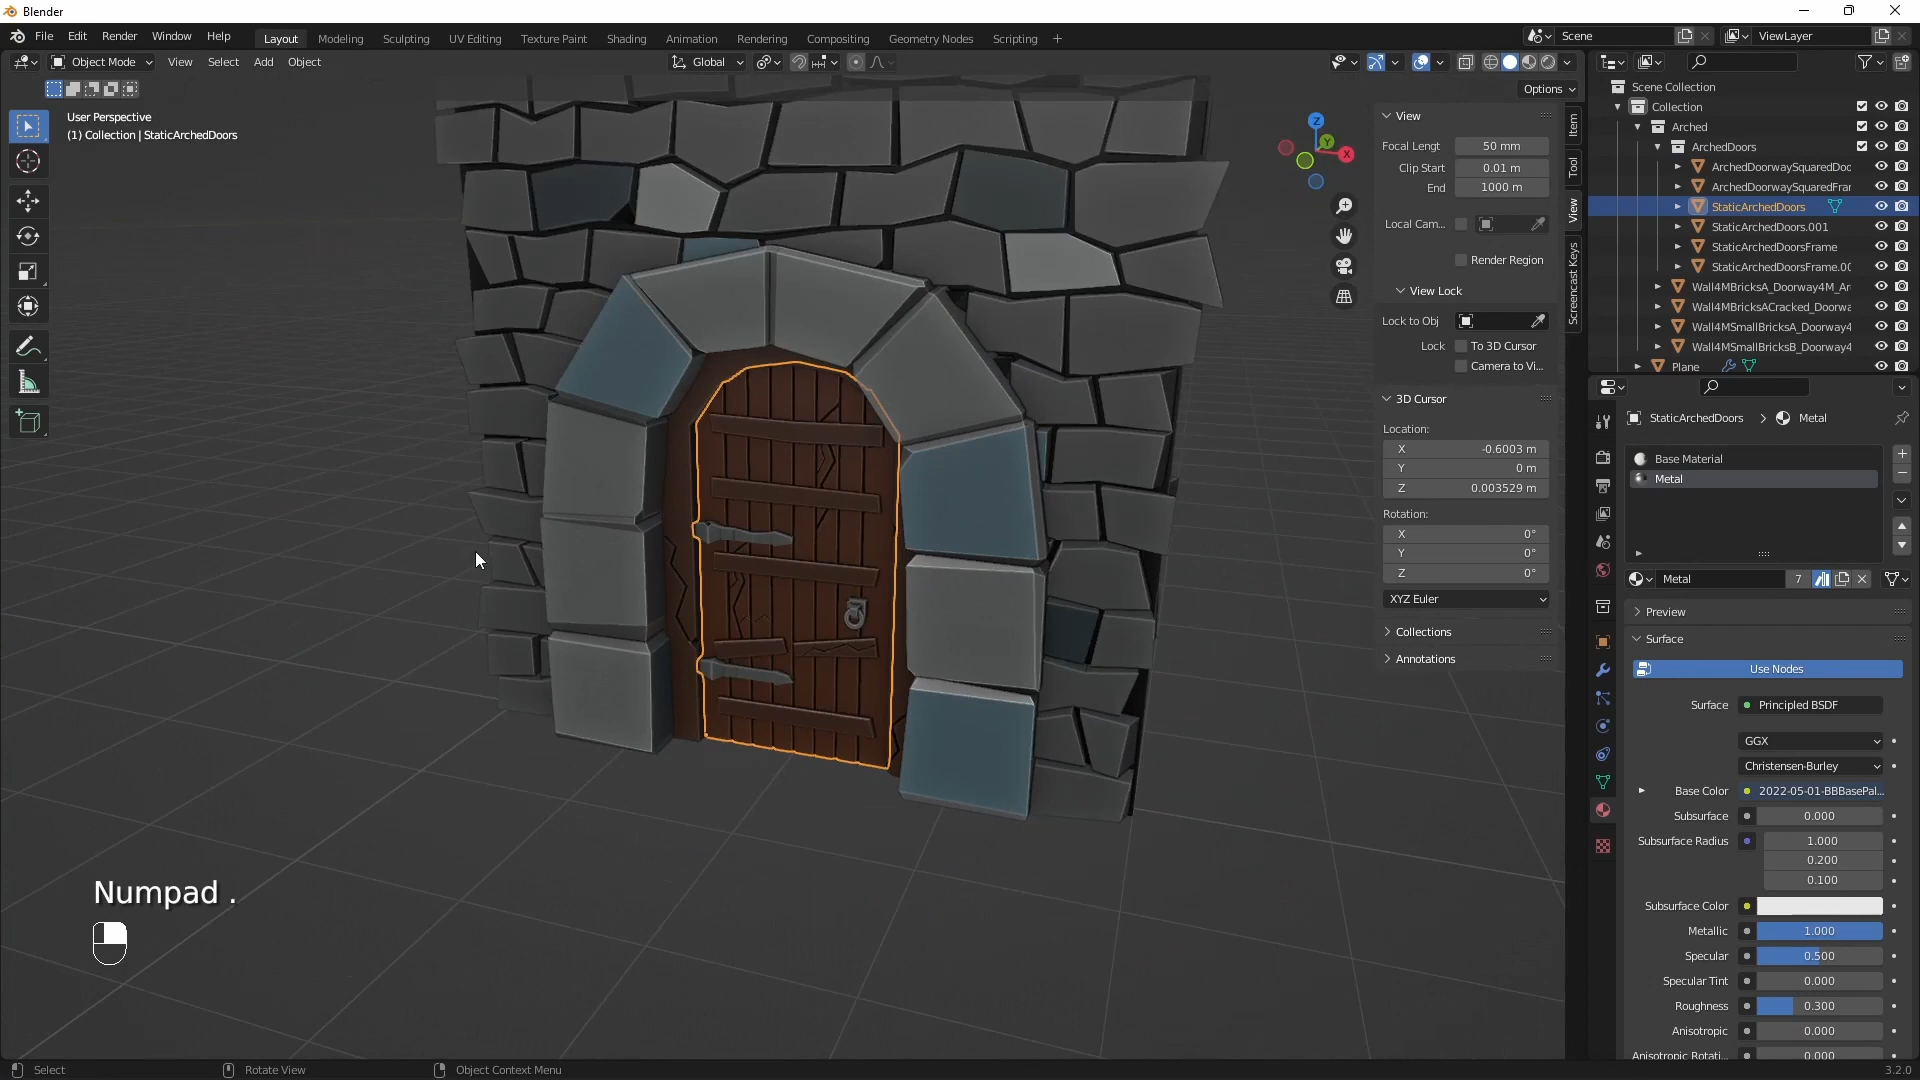 Blender
File Edit Render Window Help
Layout Modeling Sculpting UV Editing Texture Paint Shading Animation Rendering Compositing Geometry Nodes Scripting +
Scene
ViewLayer
Object Mode View Select Add Object
Global
Options
User Perspective
(1) Collection | StaticArchedDoors
Z
Y
X
View
Focal Lengt 50 mm
Clip Start 0.01 m
End 1000 m
Local Cam...
Render Region
View Lock
Lock to Obj
Lock To 3D Cursor
Camera to Vi...
3D Cursor
Location:
X -0.6003 m
Y 0 m
Z 0.003529 m
Rotation:
X 0°
Y 0°
Z 0°
XYZ Euler
Collections
Annotations
Item
Tool
View
Screencast Keys
Scene Collection
Collection
Arched
ArchedDoors
ArchedDoorwaySquaredDoc
ArchedDoorwaySquaredFrar
StaticArchedDoors
StaticArchedDoors.001
StaticArchedDoorsFrame
StaticArchedDoorsFrame.00
Wall4MBricksA_Doorway4M_Ar
Wall4MBricksACracked_Doorwa
Wall4MSmallBricksA_Doorway4
Wall4MSmallBricksB_Doorway4
Plane
StaticArchedDoors > Metal
Base Material
Metal
Metal 7
Preview
Surface
Use Nodes
Surface Principled BSDF
GGX
Christensen-Burley
Base Color 2022-05-01-BBBasePal...
Subsurface 0.000
Subsurface Radius 1.000
0.200
0.100
Subsurface Color
Metallic 1.000
Specular 0.500
Specular Tint 0.000
Roughness 0.300
Anisotropic 0.000
Anisotropic Rotati... 0.000
Numpad .
Select Rotate View Object Context Menu
3.2.0